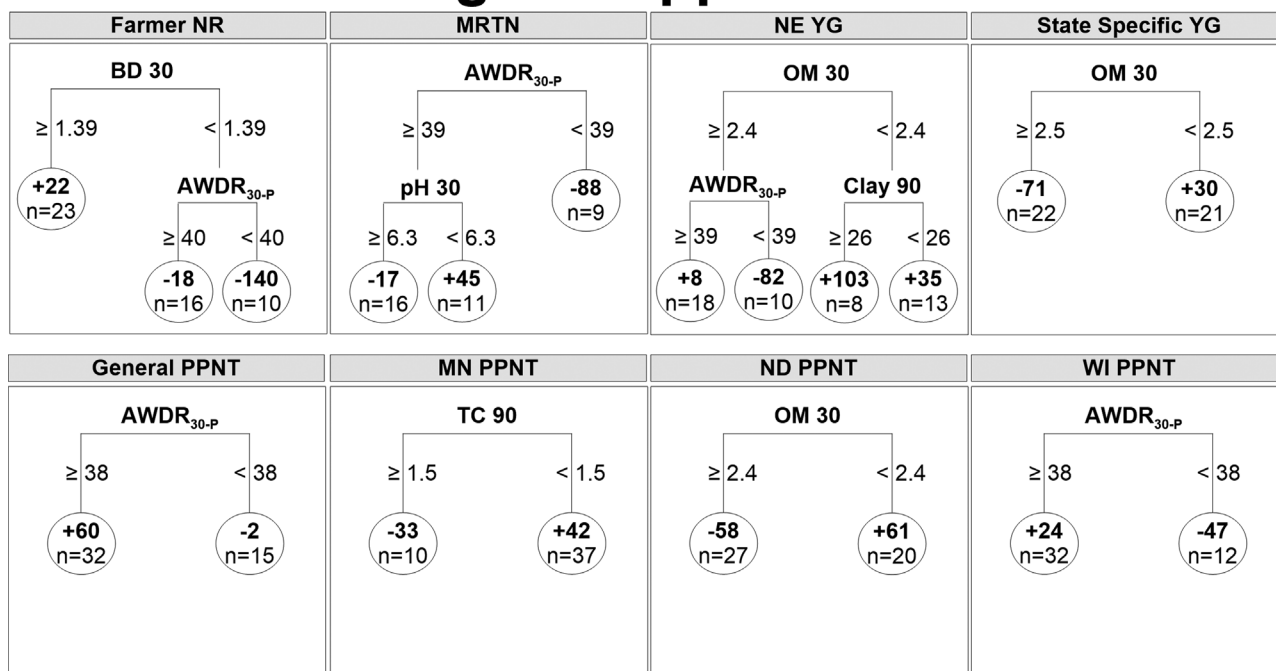 Farmer NR
BD 30
≥ 1.39
< 1.39
+22
n=23
AWDR30-P
≥ 40
< 40
-18
n=16
-140
n=10
MRTN
AWDR30-P
≥ 39
< 39
pH 30
-88
n=9
≥ 6.3
< 6.3
-17
n=16
+45
n=11
NE YG
OM 30
≥ 2.4
< 2.4
AWDR30-P
Clay 90
≥ 39
< 39
≥ 26
< 26
+8
n=18
-82
n=10
+103
n=8
+35
n=13
State Specific YG
OM 30
≥ 2.5
< 2.5
-71
n=22
+30
n=21
General PPNT
AWDR30-P
≥ 38
< 38
+60
n=32
-2
n=15
MN PPNT
TC 90
≥ 1.5
< 1.5
-33
n=10
+42
n=37
ND PPNT
OM 30
≥ 2.4
< 2.4
-58
n=27
+61
n=20
WI PPNT
AWDR30-P
≥ 38
< 38
+24
n=32
-47
n=12